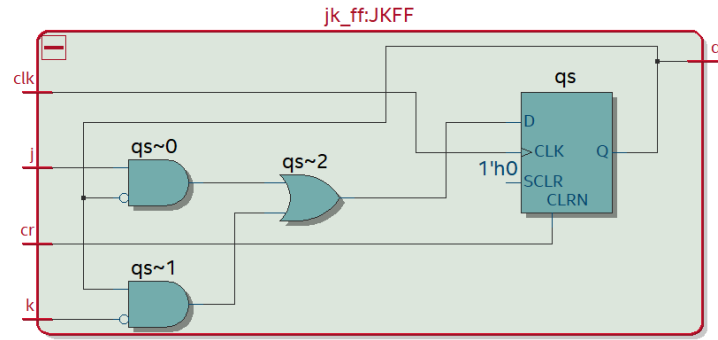 jk_ff:JKFF
clk
qs
D
qs~0
j
qs~2
CLK
Q
1'h0
SCLR
CLRN
cr
qs~1
k